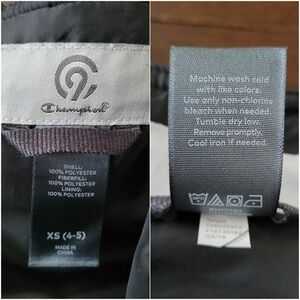 Champion
SHELL:
100% POLYESTER
FIBERFILL:
100% POLYESTER
LINING:
100% POLYESTER
XS (4-5)
MADE IN
CHINA
Machine wash cold
with like colors.
Use only non-chlorine
bleach when needed.
Tumble dry low.
Remove promptly.
Cool iron if needed.